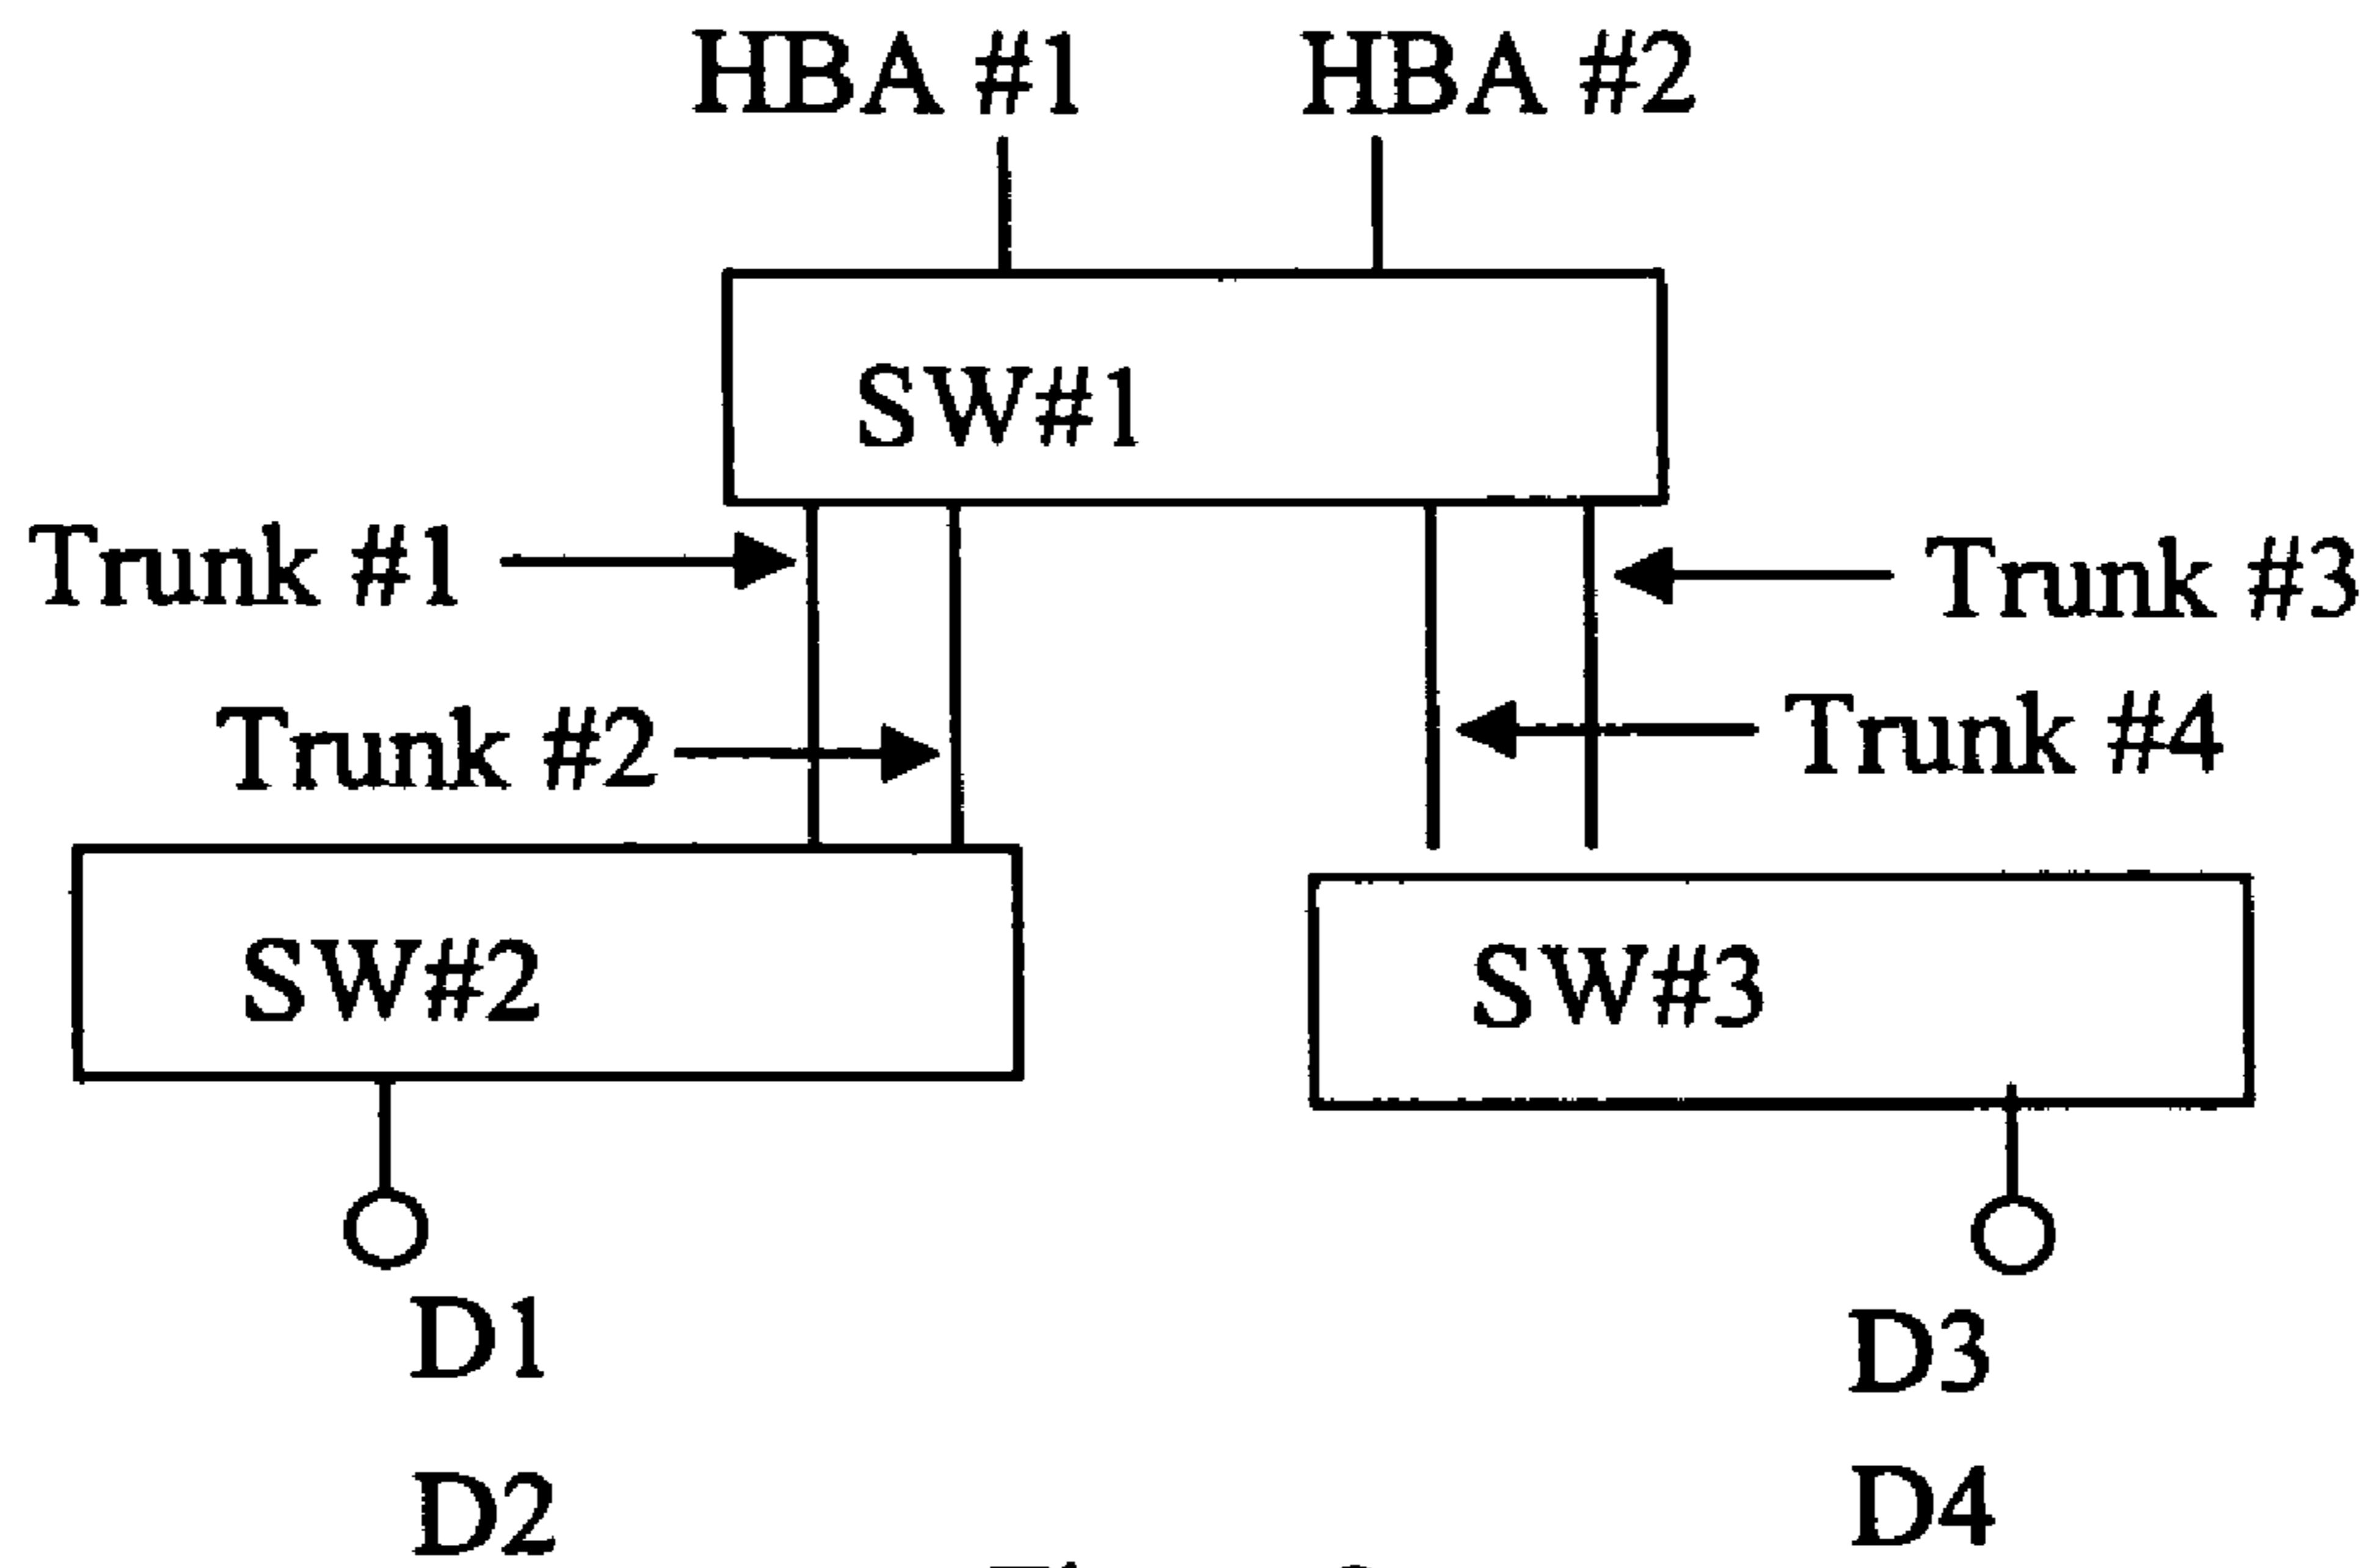 HBA #1
HBA #2
SW#1
Trunk #1
Trunk #3
Trunk #2
Trunk #4
SW#2
SW#3
D1
D3
D2
D4